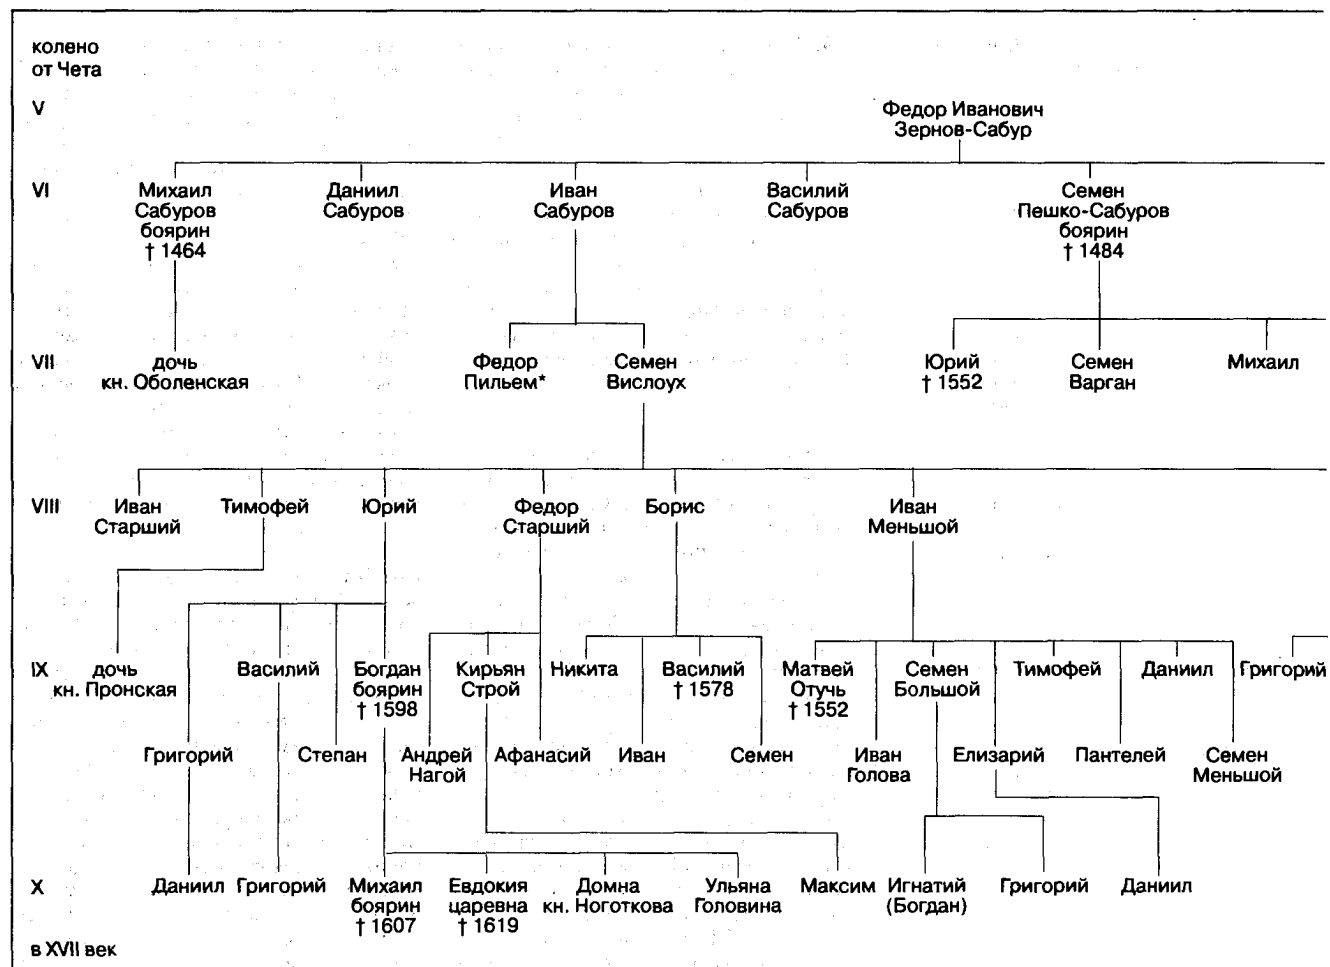 колено
от Чета
V
Федор Иванович
Зернов-Сабур
VI
Михаил
Сабуров
боярин
† 1464
Даниил
Сабуров
Иван
Сабуров
Василий
Сабуров
Семен
Пешко-Сабуров
боярин
† 1484
VII
дочь
кн. Оболенская
Федор
Пильем*
Семен
Вислоух
Юрий
† 1552
Семен
Варган
Михаил
VIII
Иван
Старший
Тимофей
Юрий
Федор
Старший
Борис
Иван
Меньшой
IX
дочь
кн. Пронская
Василий
Богдан
боярин
† 1598
Кирьян
Строй
Никита
Василий
† 1578
Матвей
Отучь
† 1552
Семен
Большой
Тимофей
Даниил
Григорий
Григорий
Степан
Андрей
Нагой
Афанасий
Иван
Семен
Иван
Голова
Елизарий
Пантелей
Семен
Меньшой
X
Даниил
Григорий
Михаил
боярин
† 1607
Евдокия
царевна
† 1619
Домна
кн. Ноготкова
Ульяна
Головина
Максим
Игнатий
(Богдан)
Григорий
Даниил
в XVII век